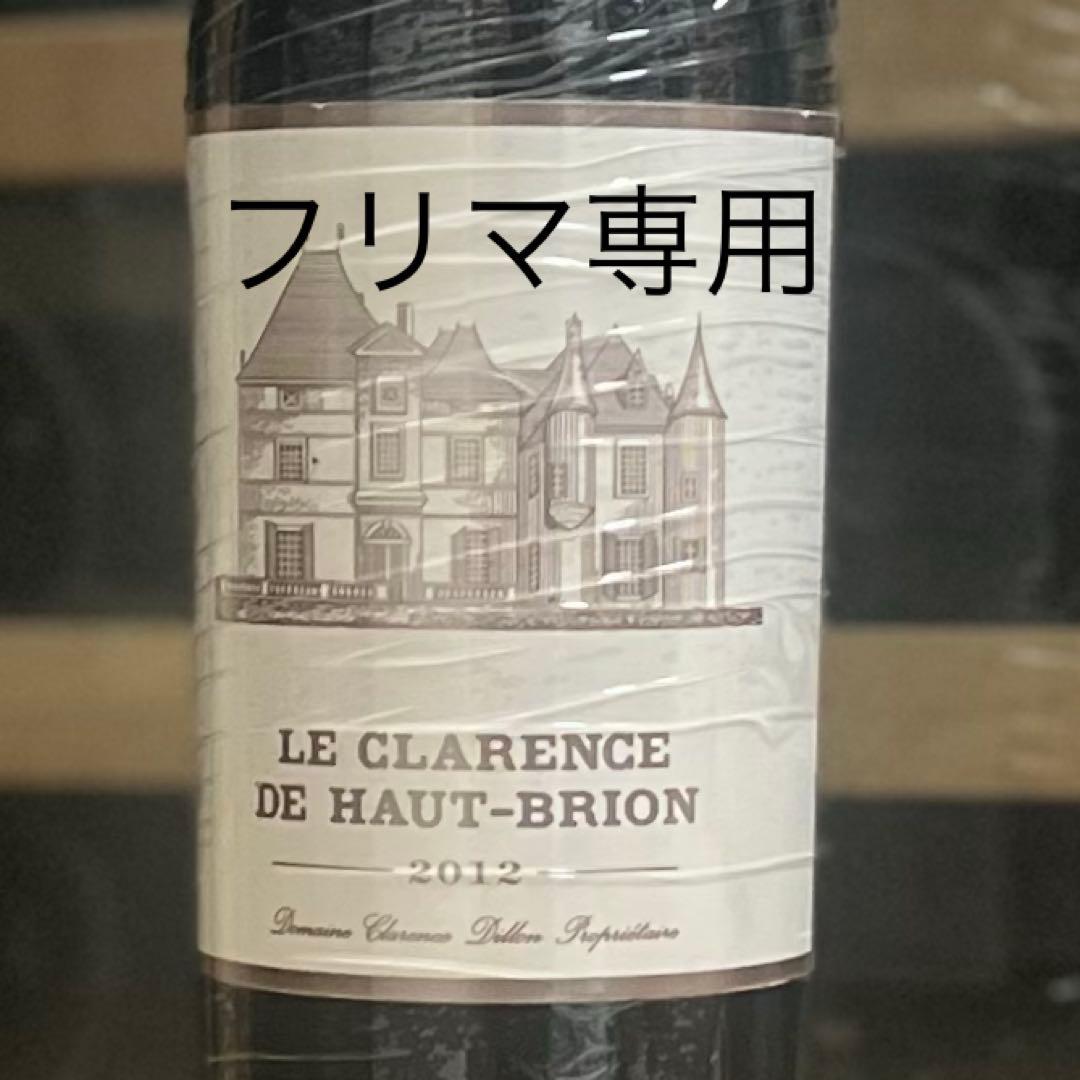 フリマ専用
LE CLARENCE
DE HAUT-BRION
2012
Domaine Clarence Dillon Propriétaire